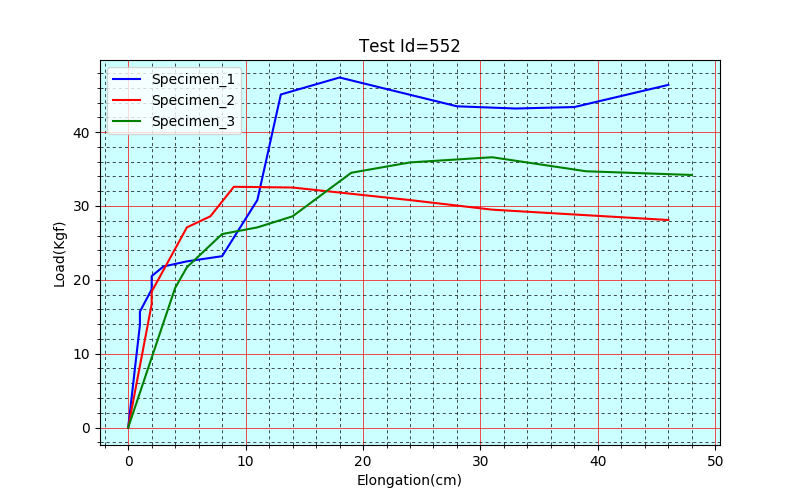 Test Id=552
Specimen_1
Specimen_2
Specimen_3
Load(Kgf)
40
30
20
10
0
0 10 20 30 40 50
Elongation(cm)